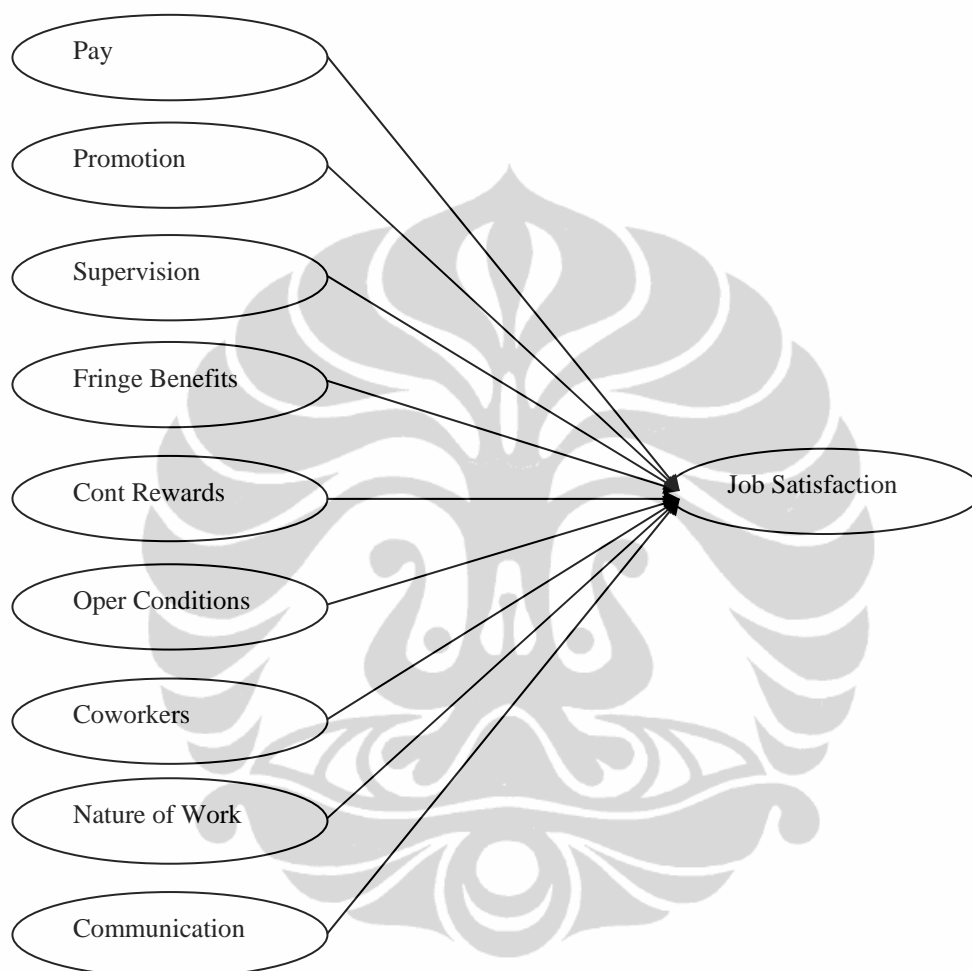 Pay
Promotion
Supervision
Fringe Benefits
Cont Rewards
Job Satisfaction
Oper Conditions
Coworkers
Nature of Work
Communication